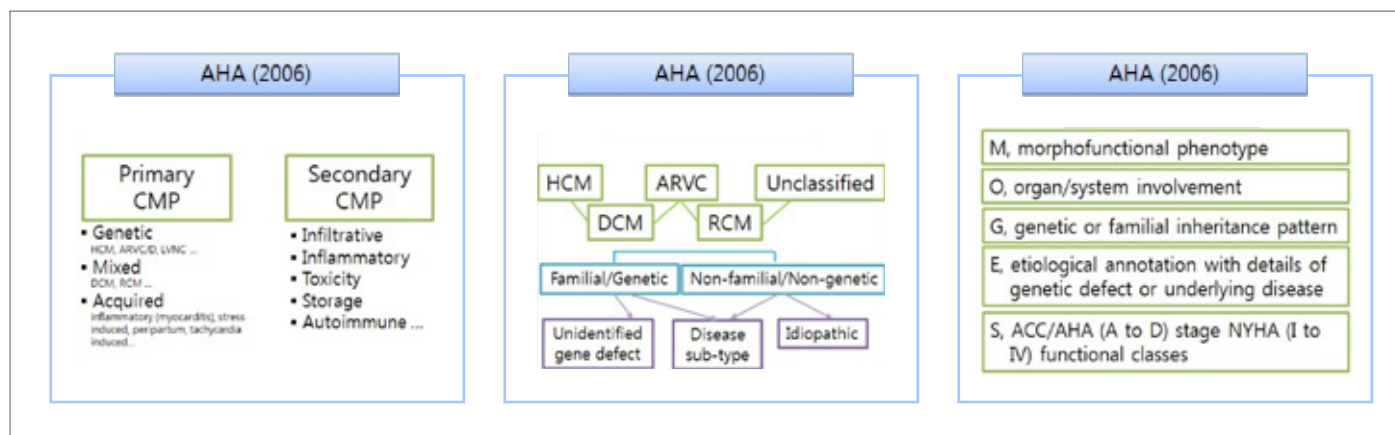 AHA (2006)
Primary
CMP
▪ Genetic
HCM, ARVC/D, LVNC ...
▪ Mixed
DCM, RCM ...
▪ Acquired
inflammatory (myocarditis), stress
induced, peripartum, tachycardia
induced...
Secondary
CMP
▪ Infiltrative
▪ Inflammatory
▪ Toxicity
▪ Storage
▪ Autoimmune ...
AHA (2006)
HCM
ARVC
Unclassified
DCM
RCM
Familial/Genetic
Non-familial/Non-genetic
Unidentified
gene defect
Disease
sub-type
Idiopathic
AHA (2006)
M, morphofunctional phenotype
O, organ/system involvement
G, genetic or familial inheritance pattern
E, etiological annotation with details of
genetic defect or underlying disease
S, ACC/AHA (A to D) stage NYHA (I to
IV) functional classes